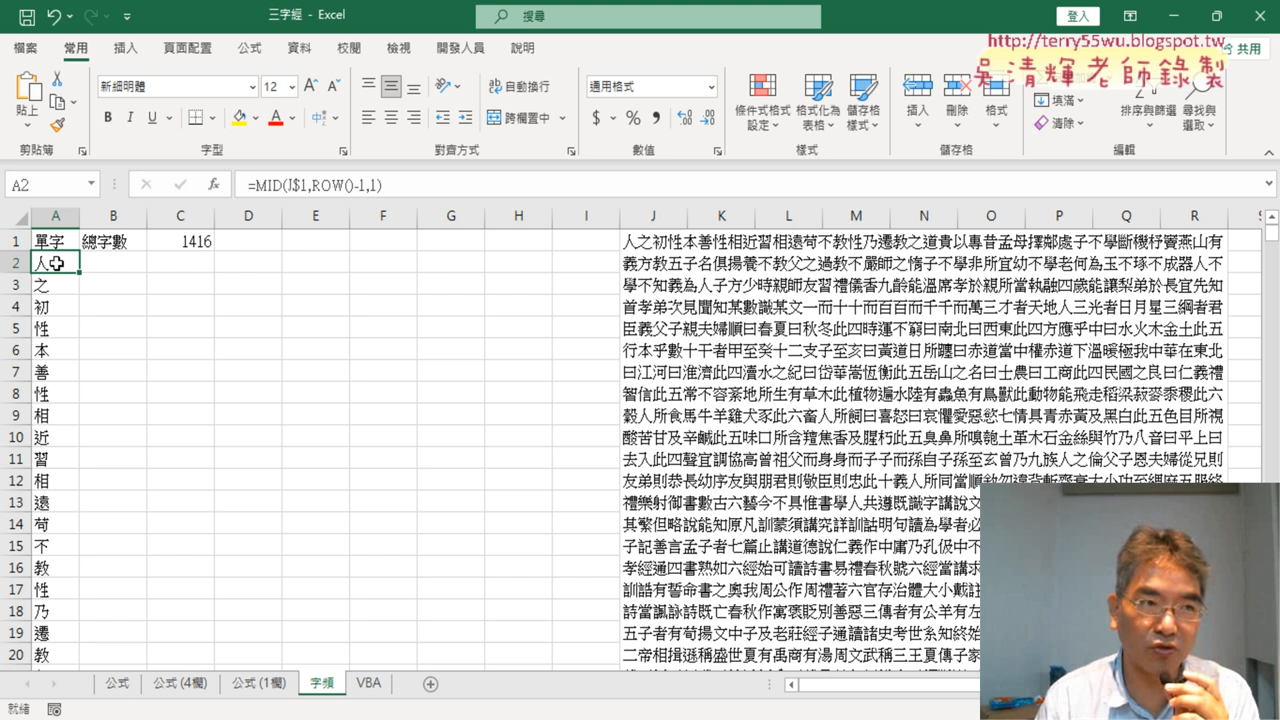 三字經 - Excel
搜尋
登入
http://terry55wu.blogspot.tw
吳清輝老師錄製
檔案 常用 插入 頁面配置 公式 資料 校閱 檢視 開發人員 說明
共用
貼上
新細明體 12
自動換行
跨欄置中
通用格式
條件式格式設定
格式化為表格
儲存格樣式
插入 刪除 格式
填滿
清除
排序與篩選
尋找與選取
剪貼簿 字型 對齊方式 數值 樣式 儲存格 編輯
A2 =MID(J$1,ROW()-1,1)
A B C D E F G H I J K L M N O P Q R
1 單字 總字數 1416 人之初性本善性相近習相遠苟不教性乃遷教之道貴以專昔孟母擇鄰處子不學斷機杼竇燕山有
2 人 義方教五子名俱揚養不教父之過教不嚴師之惰子不學非所宜幼不學老何為玉不琢不成器人不
3 之 學不知義為人子方少時親師友習禮儀香九齡能溫席孝於親所當執融四歲能讓梨弟於長宜先知
4 初 首孝弟次見聞知某數識某文一而十十而百百而千千而萬三才者天地人三光者日月星三綱者君
5 性 臣義父子親夫婦順曰春夏曰秋冬此四時運不窮曰南北曰西東此四方應乎中曰水火木金土此五
6 本 行本乎數十干者甲至癸十二支子至亥曰黃道日所躔曰赤道當中權赤道下溫暖極我中華在東北
7 善 曰江河曰淮濟此四瀆水之紀曰岱華嵩恆衡此五岳山之名曰士農曰工商此四民國之良曰仁義禮
8 性 智信此五常不容紊地所生有草木此植物遍水陸有蟲魚有鳥獸此動物能飛走稻梁菽麥黍稷此六
9 相 穀人所食馬牛羊雞犬豕此六畜人所飼曰喜怒曰哀懼愛惡慾七情具青赤黃及黑白此五色目所視
10 近 酸苦甘及辛鹹此五味口所含羶焦香及腥朽此五臭鼻所嗅匏土革木石金絲與竹乃八音曰平上曰
11 習 去入此四聲宜調協高曾祖父而身身而子子而孫自子孫至玄曾乃九族人之倫父子恩夫婦從兄則
12 相 友弟則恭長幼序友與朋君則敬臣則忠此十義人所同當順敘勿違背
13 遠 禮樂射御書數古六藝今不具惟書學人共遵既識字講說
14 苟 其繁但略說能知原凡訓蒙須講究詳訓詁明句讀為學者必
15 不 子記善言孟子者七篇止講道德說仁義作中庸乃孔伋中不
16 教 孝經通四書熟如六經始可讀詩書易禮春秋號六經當講求
17 性 訓誥有誓命書之奧我周公作周禮著六官存治體大小戴註
18 乃 詩當諷詠詩既亡春秋作寓褒貶別善惡三傳者有公羊有左
19 遷 五子者有荀揚文中子及老莊經子通讀諸史考世系知終始
20 教 二帝相揖遜稱盛世夏有禹商有湯周文武稱三王夏傳子家
公式 公式 (4欄) 公式 (1欄) 字頻 VBA
就緒